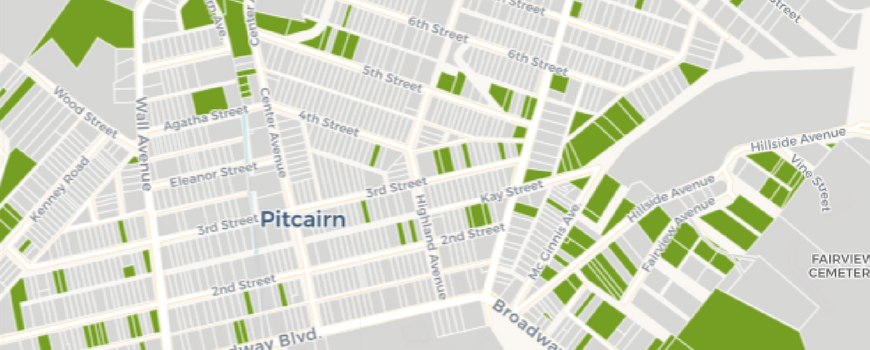 Center
Street
6th Street
6th Street
5th Street
Wood Street
Wall Avenue
Agatha Street
Center Avenue
4th Street
Hillside Avenue
Vine Street
Kenney Road
Eleanor Street
3rd Street
Kay Street
Hillside Avenue
3rd Street
Pitcairn
Highland Avenue
2nd Street
Mc Ginnis Ave.
Fairview Avenue
FAIRVIEW
CEMETER
2nd Street
dway Blvd.
Broadway